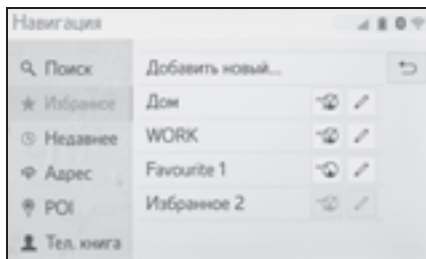 Навигация
Поиск
Добавить новый...
Избранное
Дом
Недавнее
WORK
Адрес
Favourite 1
POI
Избранное 2
Тел. книга